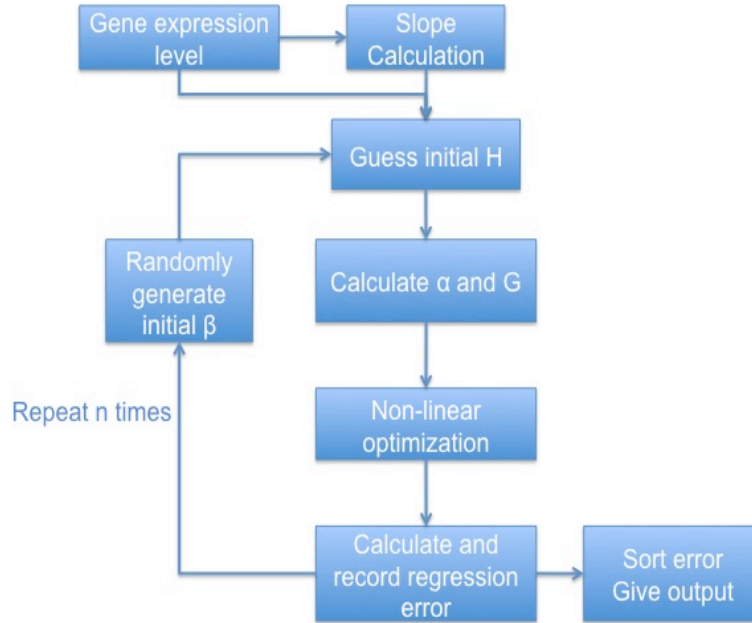 Gene expression
level
Slope
Calculation
Guess initial H
Randomly
generate
initial β
Calculate α and G
Repeat n times
Non-linear
optimization
Calculate and
record regression
error
Sort error
Give output